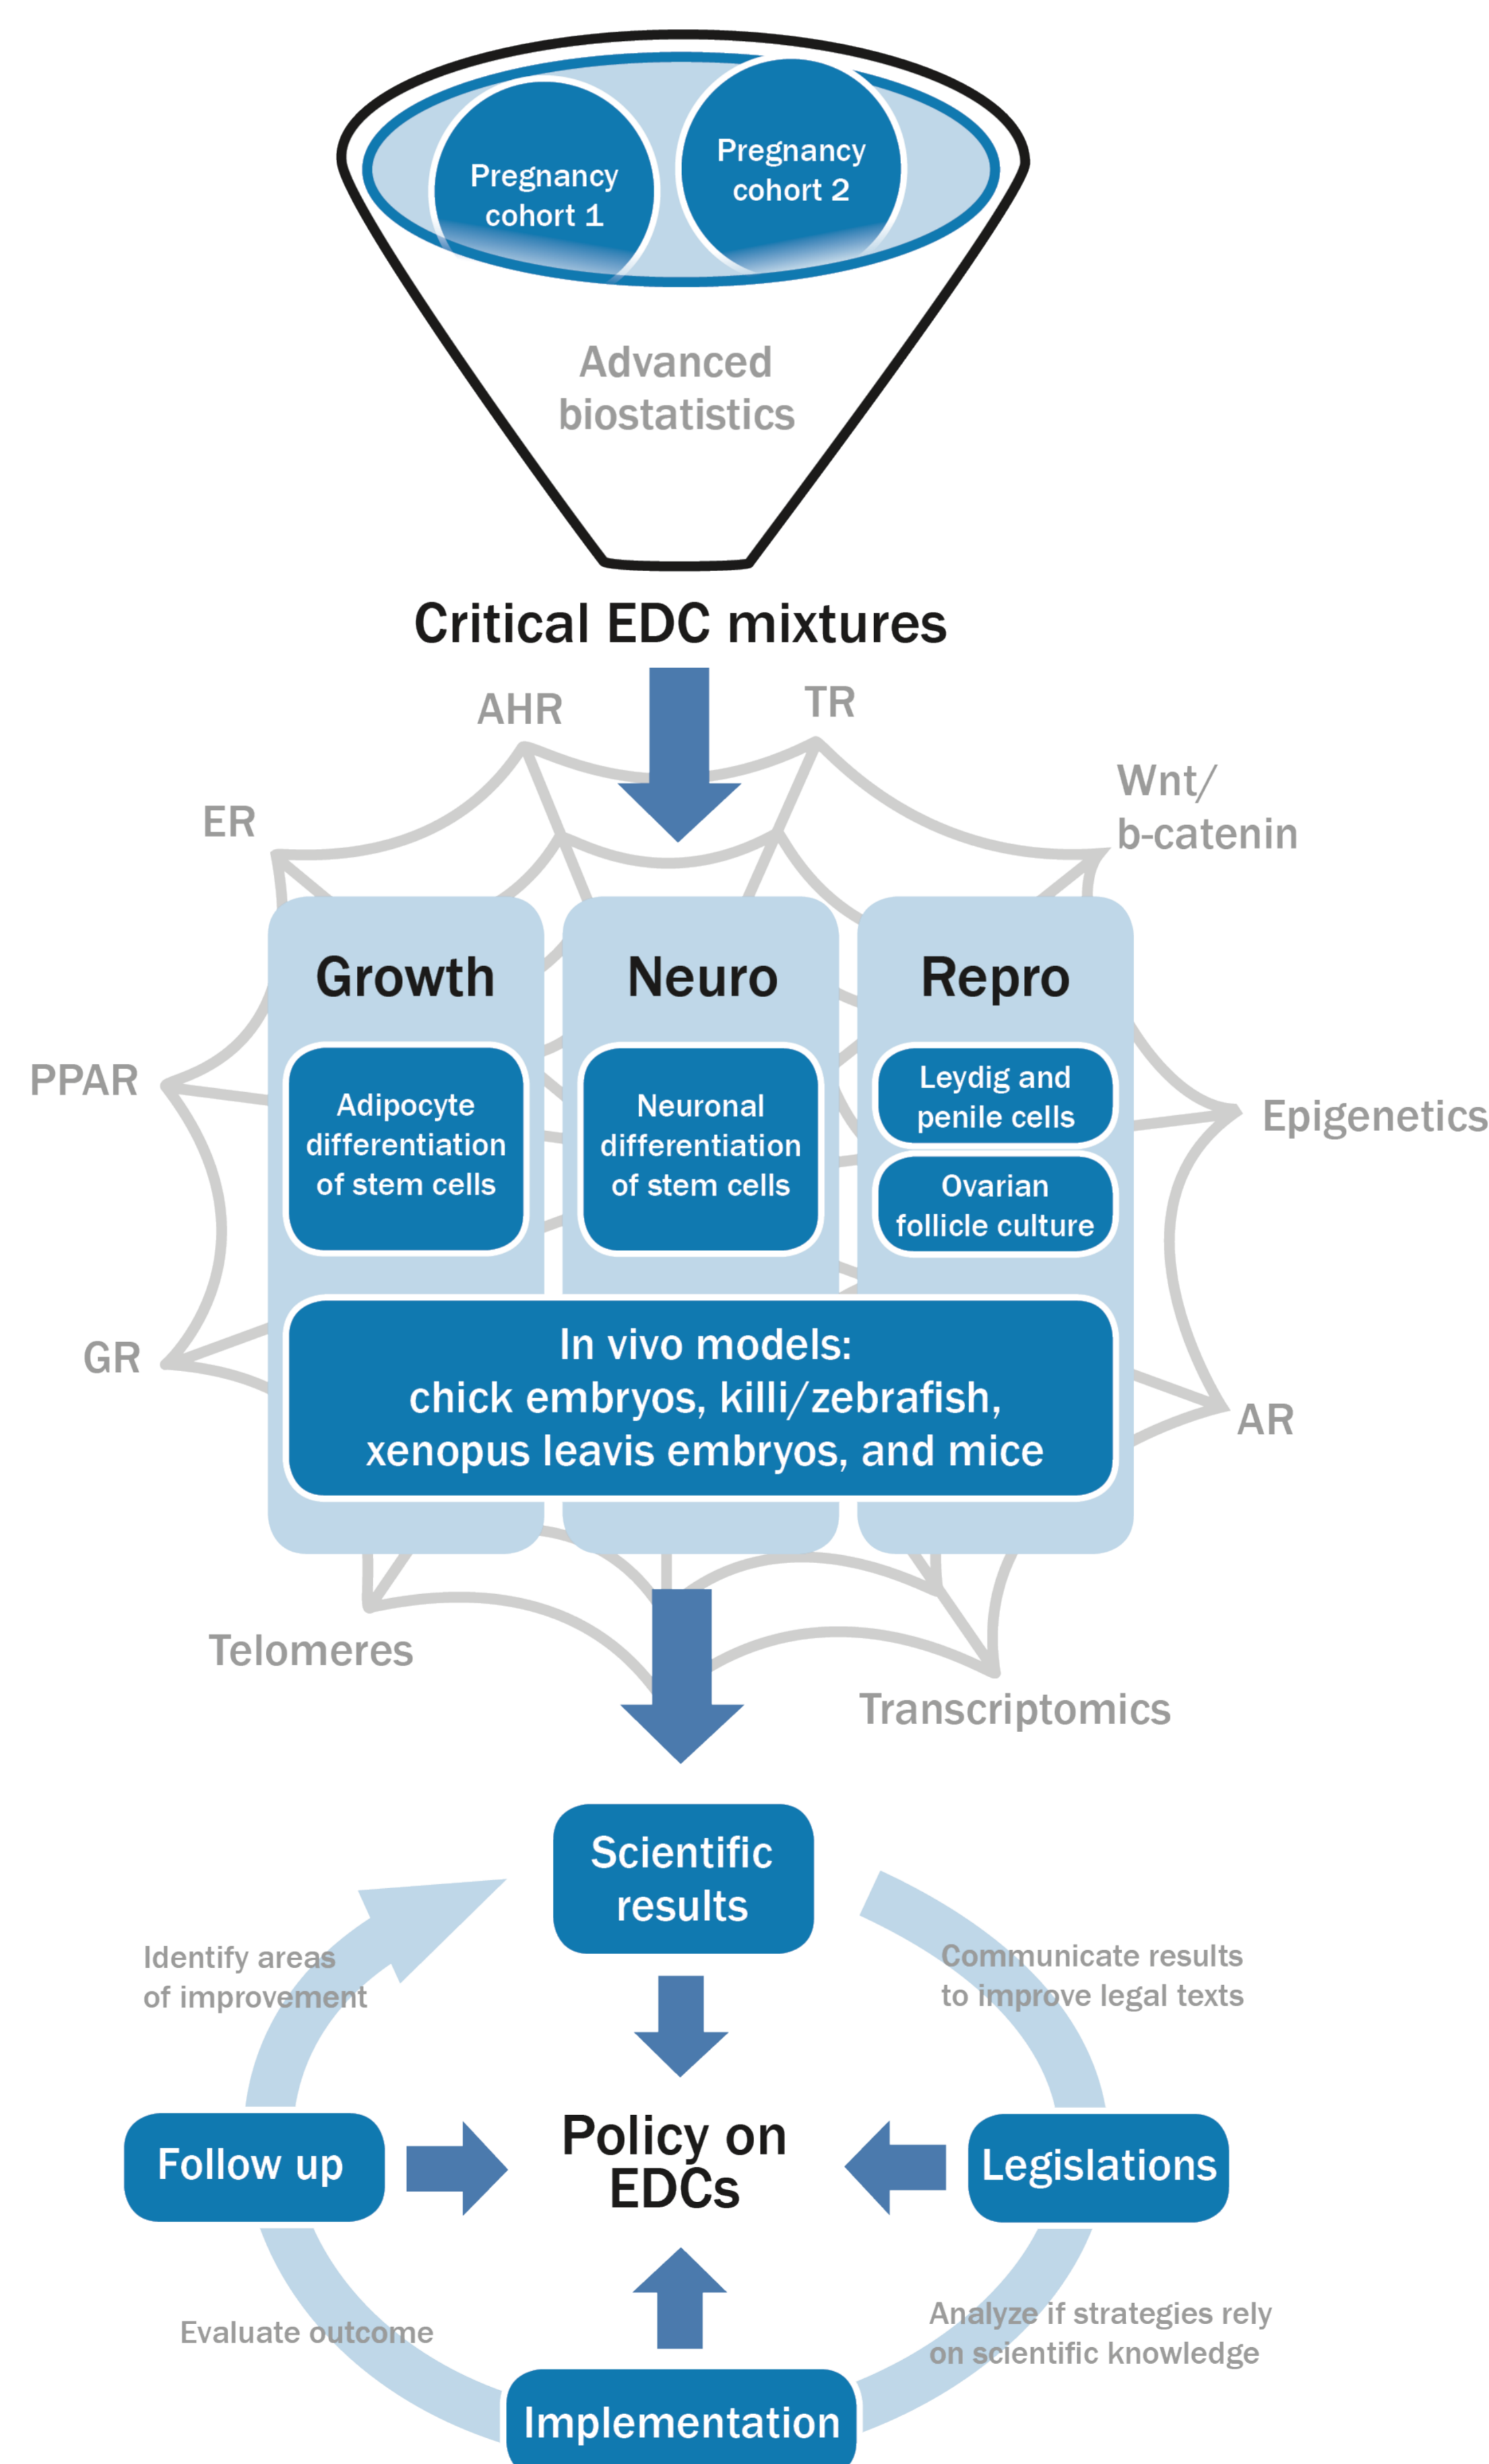 Pregnancy
cohort 1
Pregnancy
cohort 2
Advanced
biostatistics
Critical EDC mixtures
AHR
TR
ER
Wnt/
b-catenin
PPAR
Epigenetics
GR
AR
Growth
Neuro
Repro
Adipocyte
differentiation
of stem cells
Neuronal
differentiation
of stem cells
Leydig and
penile cells
Ovarian
follicle culture
In vivo models:
chick embryos, killi/zebrafish,
xenopus leavis embryos, and mice
Telomeres
Transcriptomics
Scientific
results
Identify areas
of improvement
Communicate results
to improve legal texts
Follow up
Policy on
EDCs
Legislations
Evaluate outcome
Analyze if strategies rely
on scientific knowledge
Implementation